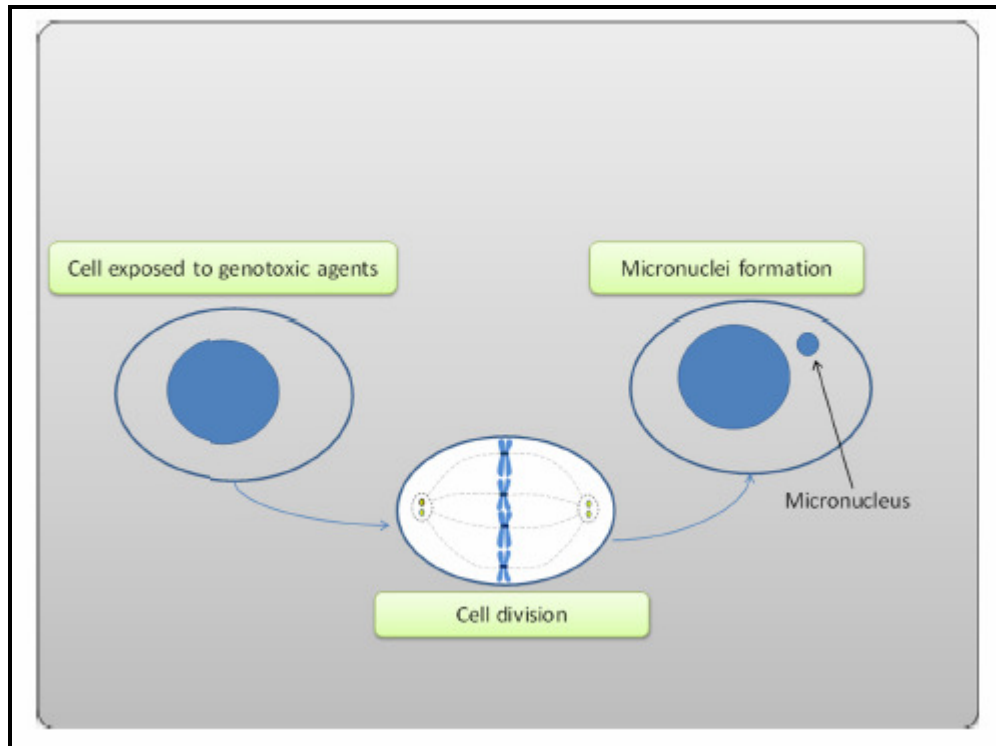 Cell exposed to genotoxic agents
Micronuclei formation
Micronucleus
Cell division